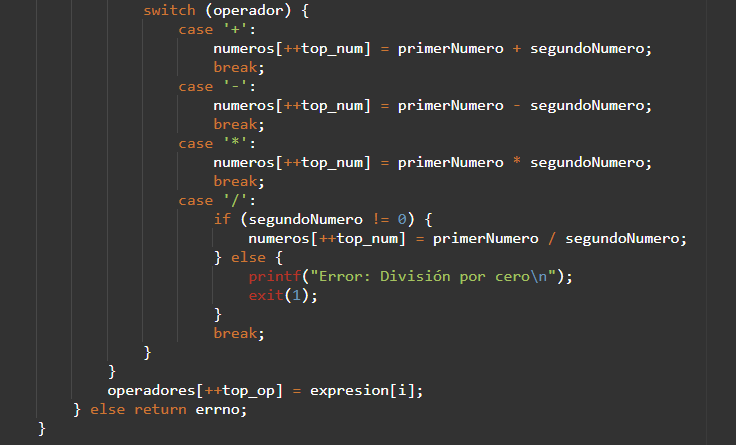 switch (operador) {
case '+':
numeros[++top_num] = primerNumero + segundoNumero;
break;
case '-':
numeros[++top_num] = primerNumero - segundoNumero;
break;
case '*':
numeros[++top_num] = primerNumero * segundoNumero;
break;
case '/':
if (segundoNumero != 0) {
numeros[++top_num] = primerNumero / segundoNumero;
} else {
printf("Error: División por cero\n");
exit(1);
}
break;
}
}
operadores[++top_op] = expresion[i];
} else return errno;
}